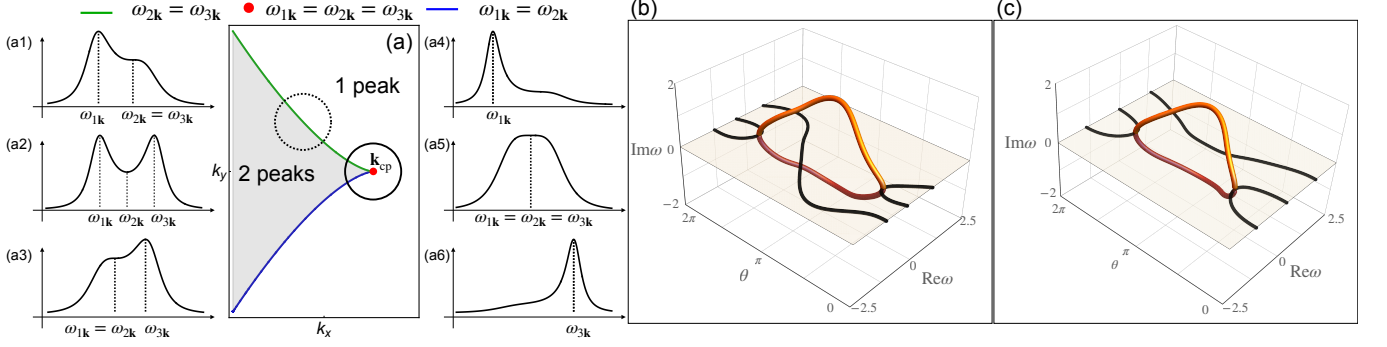 ω2k = ω3k
ω1k = ω2k = ω3k
ω1k = ω2k
(a1)
ω1k
ω2k = ω3k
(a2)
ω1k
ω2k
ω3k
(a3)
ω1k = ω2k
ω3k
(a)
1 peak
2 peaks
kcp
ky
kx
(a4)
ω1k
(a5)
ω1k = ω2k = ω3k
(a6)
ω3k
(b)
2
Imω 0
−2
2π
θ
π
0
−2.5
0
Reω
2.5
(c)
2
Imω 0
−2
2π
θ
π
0
−2.5
0
Reω
2.5